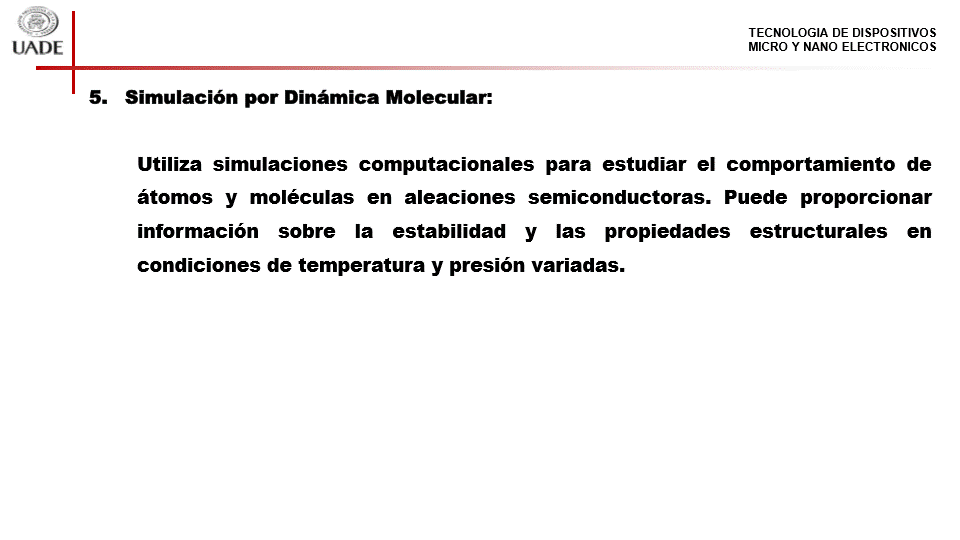 UADE
TECNOLOGIA DE DISPOSITIVOS
MICRO Y NANO ELECTRONICOS
5. Simulación por Dinámica Molecular:
Utiliza simulaciones computacionales para estudiar el comportamiento de
átomos y moléculas en aleaciones semiconductoras. Puede proporcionar
información sobre la estabilidad y las propiedades estructurales en
condiciones de temperatura y presión variadas.